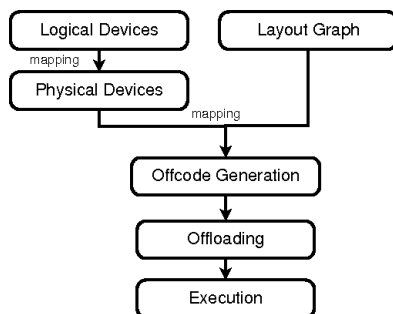 Logical Devices
Layout Graph
mapping
Physical Devices
mapping
Offcode Generation
Offloading
Execution